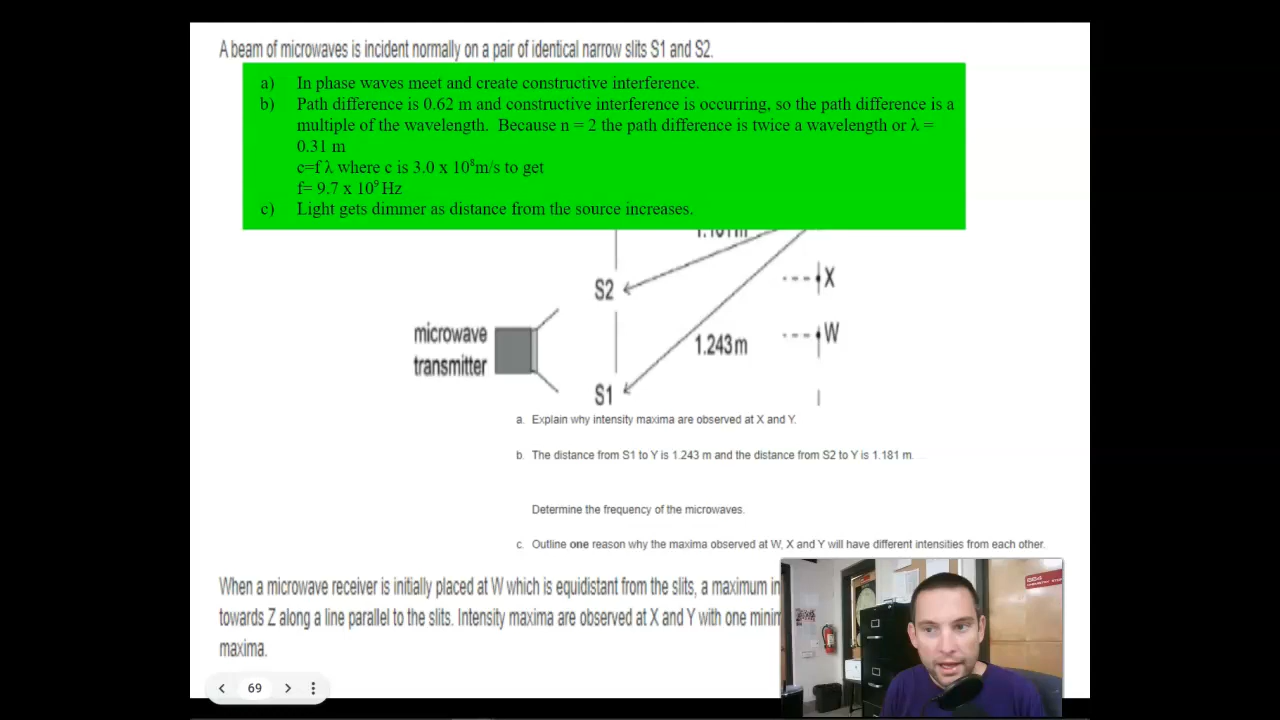 A beam of microwaves is incident normally on a pair of identical narrow slits S1 and S2.
a) In phase waves meet and create constructive interference.
b) Path difference is 0.62 m and constructive interference is occurring, so the path difference is a
multiple of the wavelength. Because n = 2 the path difference is twice a wavelength or λ =
0.31 m
c=f λ where c is 3.0 x 10⁸m/s to get
f= 9.7 x 10⁹ Hz
c) Light gets dimmer as distance from the source increases.
X
S2
microwave
transmitter
W
1.243 m
S1
a. Explain why intensity maxima are observed at X and Y.
b. The distance from S1 to Y is 1.243 m and the distance from S2 to Y is 1.181 m.
Determine the frequency of the microwaves.
c. Outline one reason why the maxima observed at W, X and Y will have different intensities from each other.
When a microwave receiver is initially placed at W which is equidistant from the slits, a maximum in
towards Z along a line parallel to the slits. Intensity maxima are observed at X and Y with one
maxima.
69